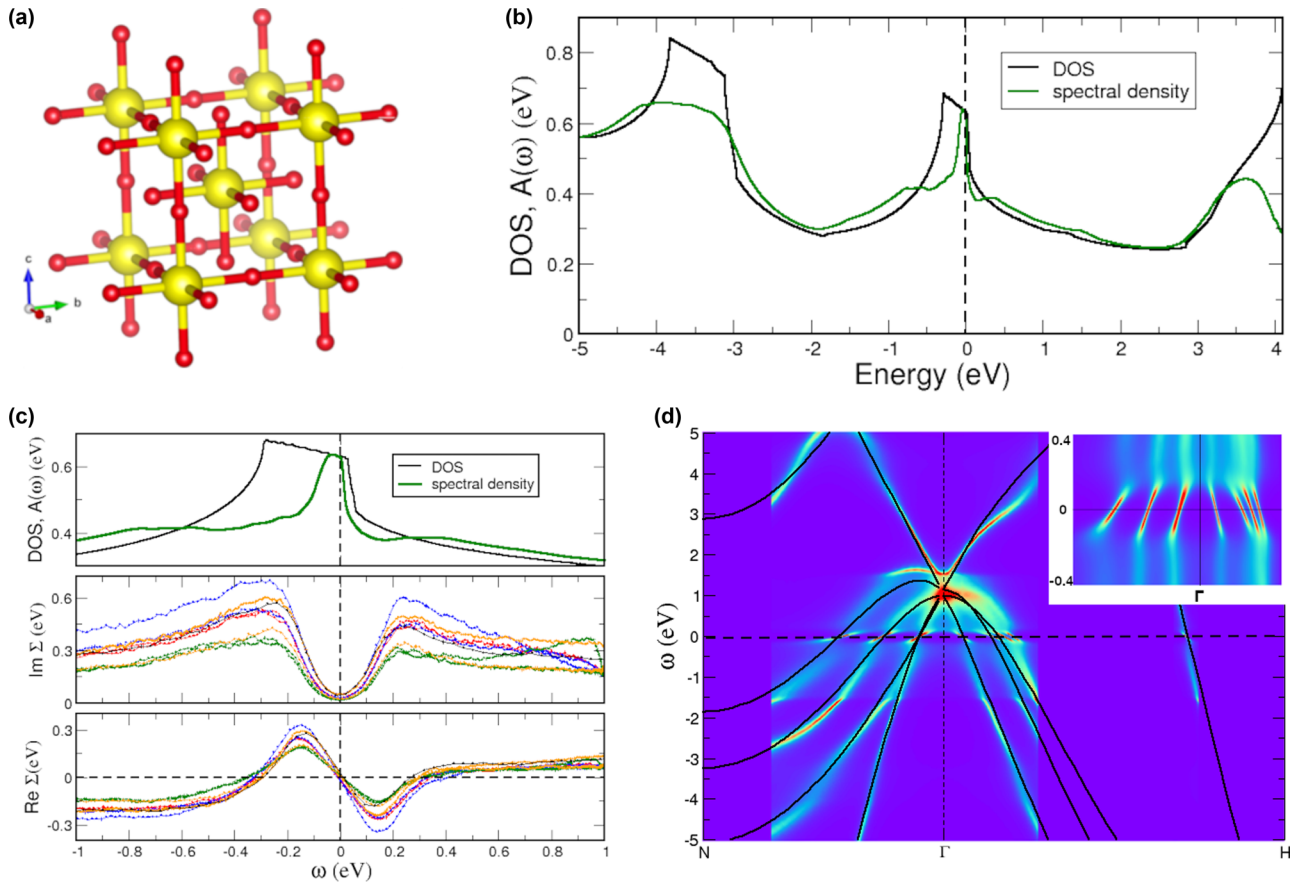 (a)
c
b
a
(b)
DOS, A(ω) (eV)
0.8
0.6
0.4
0.2
0
DOS
spectral density
-5 -4 -3 -2 -1 0 1 2 3 4
Energy (eV)
(c)
DOS, A(ω) (eV)
0.6
0.4
DOS
spectral density
Im Σ (eV)
0.6
0.3
0
Re Σ(eV)
0.3
0
-0.3
-1 -0.8 -0.6 -0.4 -0.2 0 0.2 0.4 0.6 0.8 1
ω (eV)
(d)
ω (eV)
5
4
3
2
1
0
-1
-2
-3
-4
-5
N Γ H
0.4
0
-0.4
0
Γ